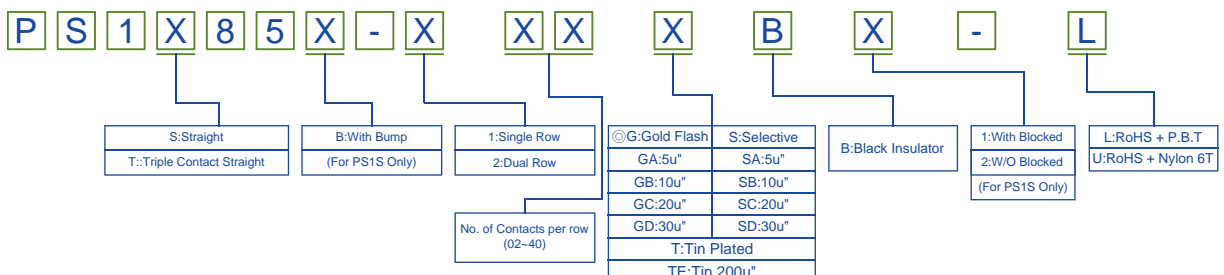 P S 1 X 8 5 X - X X X X B X - L
S:Straight
T::Triple Contact Straight
B:With Bump
(For PS1S Only)
1:Single Row
2:Dual Row
No. of Contacts per row
(02~40)
◎G:Gold Flash S:Selective
GA:5u" SA:5u"
GB:10u" SB:10u"
GC:20u" SC:20u"
GD:30u" SD:30u"
T:Tin Plated
TE:Tin 200u"
B:Black Insulator
1:With Blocked
2:W/O Blocked
(For PS1S Only)
L:RoHS + P.B.T
U:RoHS + Nylon 6T